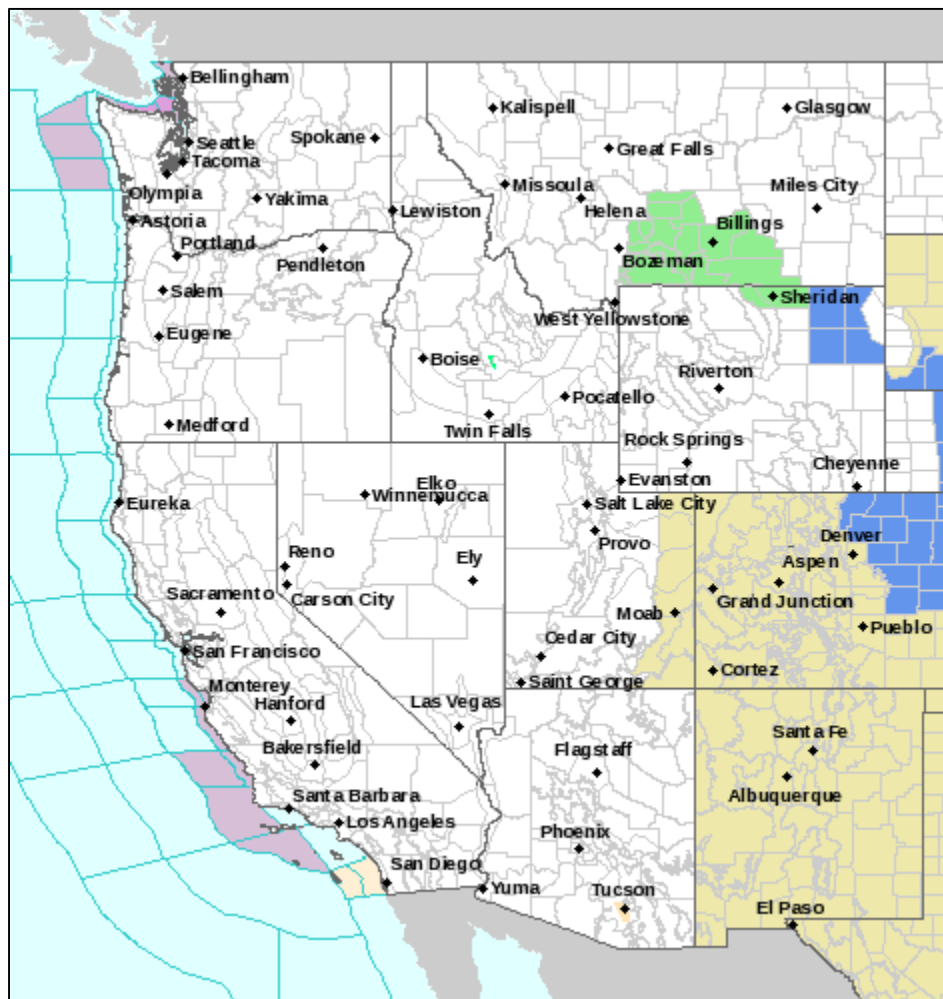 Bellingham
Kalispell
Glasgow
Spokane
Seattle
Great Falls
Tacoma
Missoula
Miles City
Olympia
Yakima
Helena
Lewiston
Astoria
Billings
Portland
Pendleton
Bozeman
Salem
Sheridan
West Yellowstone
Eugene
Boise
Riverton
Pocatello
Medford
Twin Falls
Rock Springs
Cheyenne
Elko
Evanston
Winnemucca
Eureka
Salt Lake City
Denver
Provo
Reno
Ely
Aspen
Sacramento
Carson City
Grand Junction
Moab
Pueblo
Cedar City
San Francisco
Cortez
Saint George
Monterey
Hanford
Las Vegas
Santa Fe
Bakersfield
Flagstaff
Albuquerque
Santa Barbara
Los Angeles
Phoenix
San Diego
Yuma
Tucson
El Paso